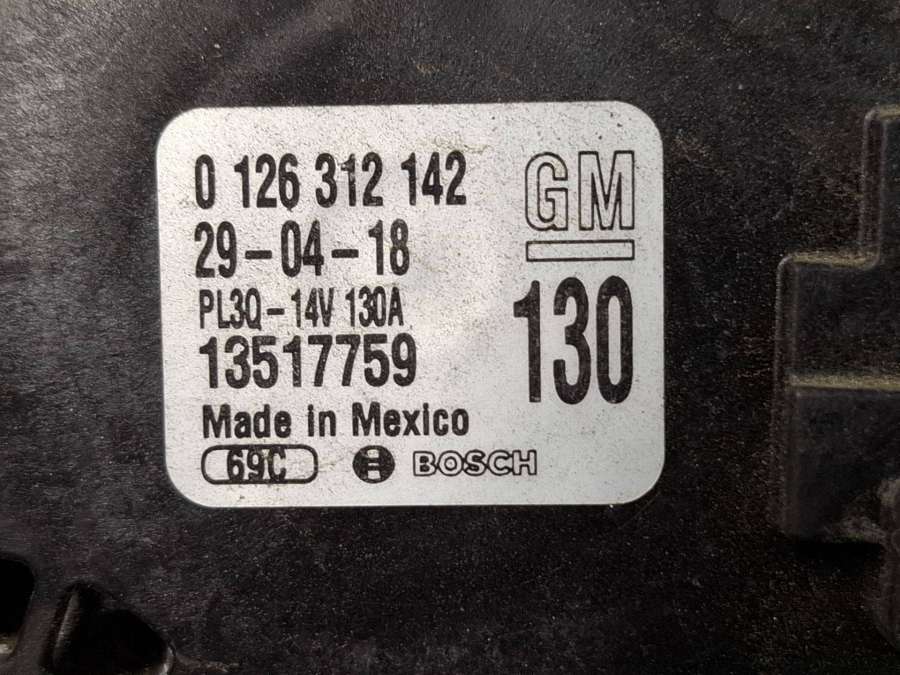 0 126 312 142
GM
29-04-18
PL3Q-14V 130A
130
13517759
Made in Mexico
69C BOSCH